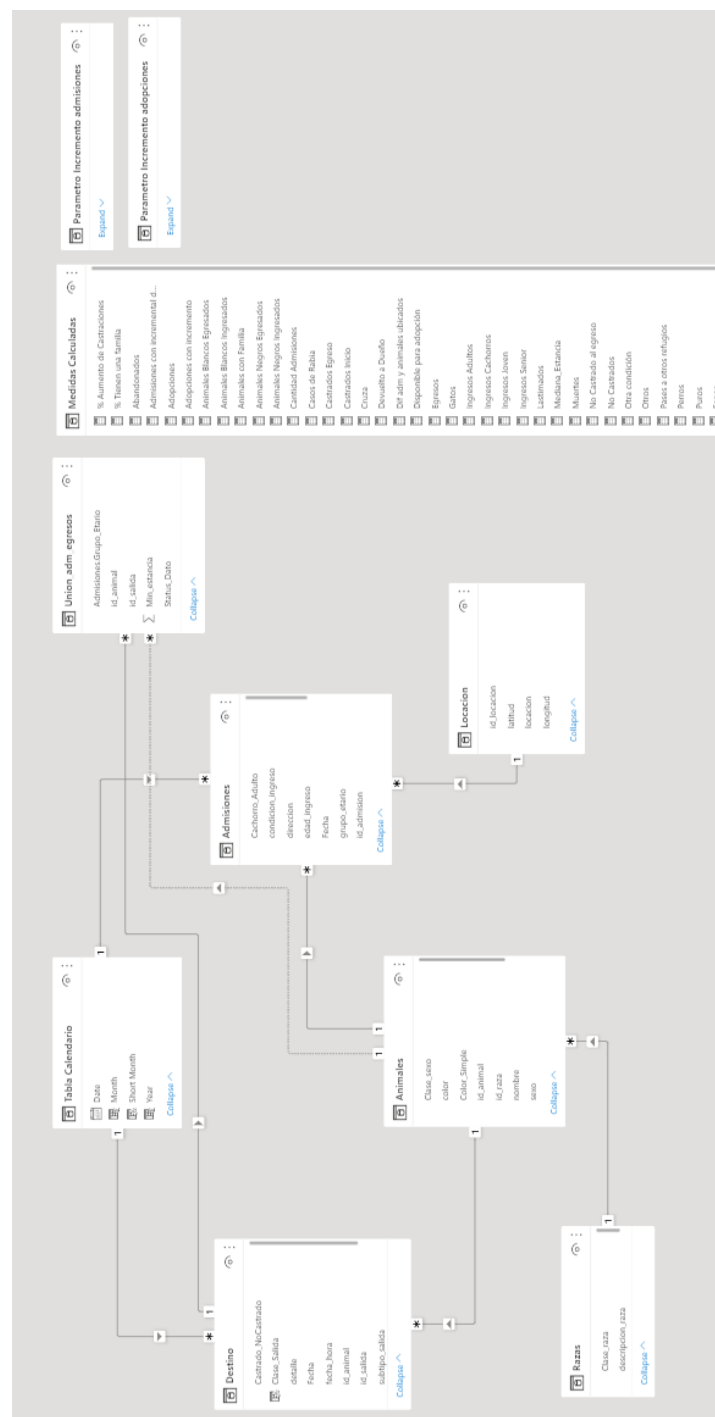 Tabla Calendario
Date
Month
Short Month
Year
Collapse
Union_adm_egresos
Admisiones.Grupo_Etario
id_animal
id_salida
Min_estancia
Status_Dato
Collapse
Medidas Calculadas
% Aumento de Castraciones
% Tienen una familia
Abandonados
Admisiones con incremental d...
Adopciones
Adopciones con incremento
Animales Blancos Egresados
Animales Blancos Ingresados
Animales con Familia
Animales Negros Egresados
Animales Negros Ingresados
Cantidad Admisiones
Casos de Rabia
Castrados Egreso
Castrados Inicio
Cruza
Devuelto a Dueño
Dif adm y animales ubicados
Disponible para adopción
Egresos
Gatos
Ingresos Adultos
Ingresos Cachorros
Ingresos Joven
Ingresos Senior
Lastimados
Mediana_Estancia
Muertes
No Castrado al egreso
No Castrados
Otra condición
Otros
Pases a otros refugios
Perros
Puros
Parametro Incremento admisiones
Expand
Parametro Incremento adopciones
Expand
Destino
Castrado_NoCastrado
Clase_Salida
detalle
Fecha
fecha_hora
id_animal
id_salida
subtipo_salida
Collapse
Admisiones
Cachorro_Adulto
condicion_ingreso
direccion
edad_ingreso
Fecha
grupo_etario
id_admision
Collapse
Animales
Clase_sexo
color
Color_Simple
id_animal
id_raza
nombre
sexo
Collapse
Locacion
id_locacion
latitud
locacion
longitud
Collapse
Razas
Clase_raza
descripcion_raza
Collapse